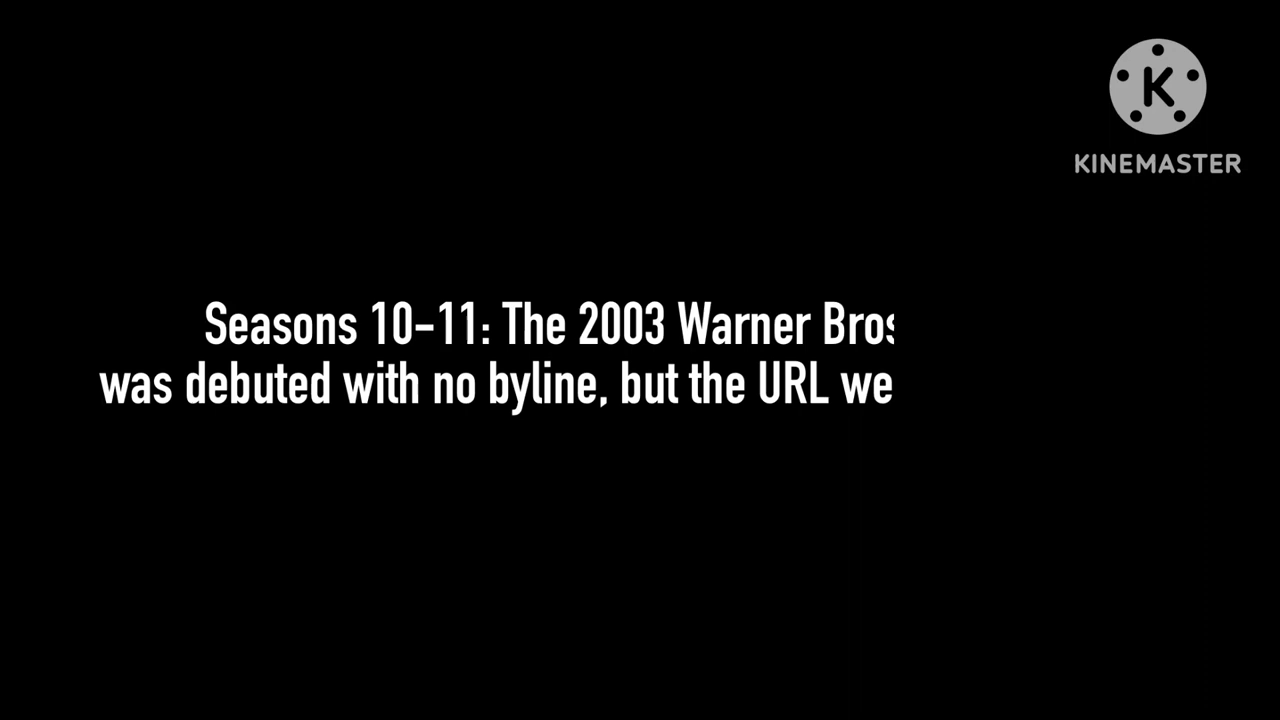 K
KINEMASTER
Seasons 10-11: The 2003 Warner Bros
was debuted with no byline, but the URL we